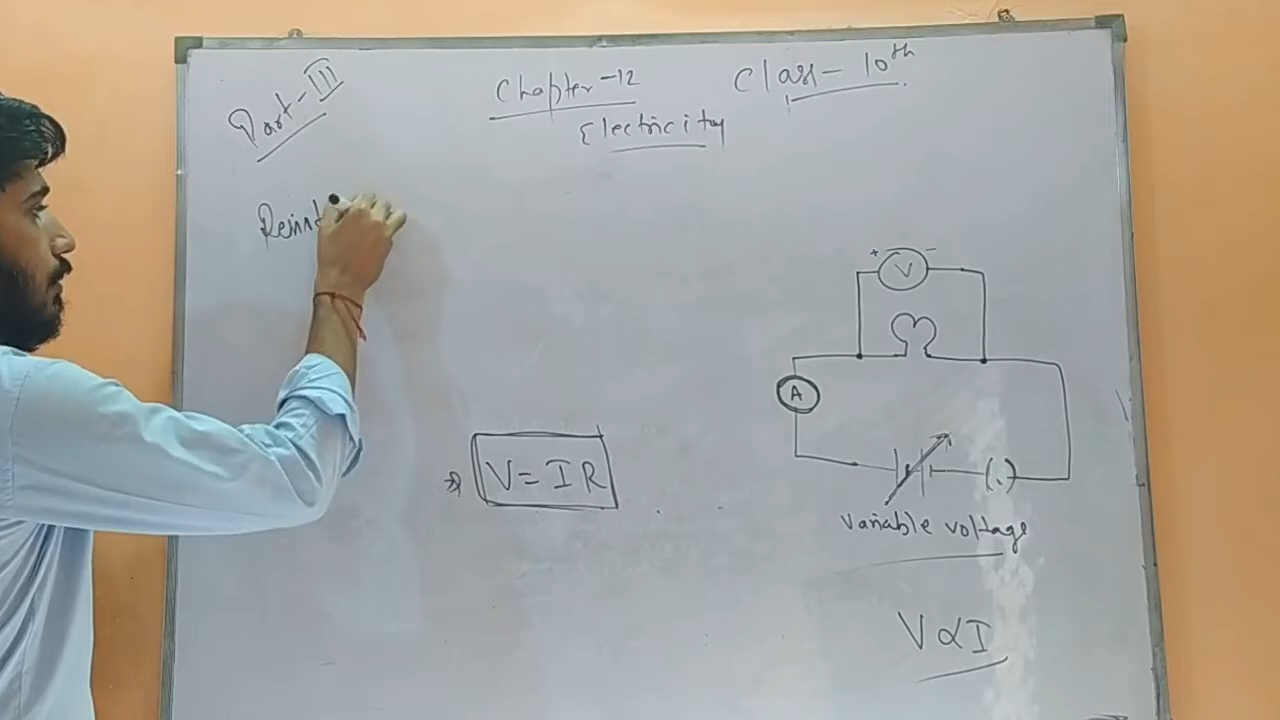 Part-III
Chapter-12
Class-10th
Electricity
+ V -
A
⇒ V=IR
(.)
Variable voltage
V∝I